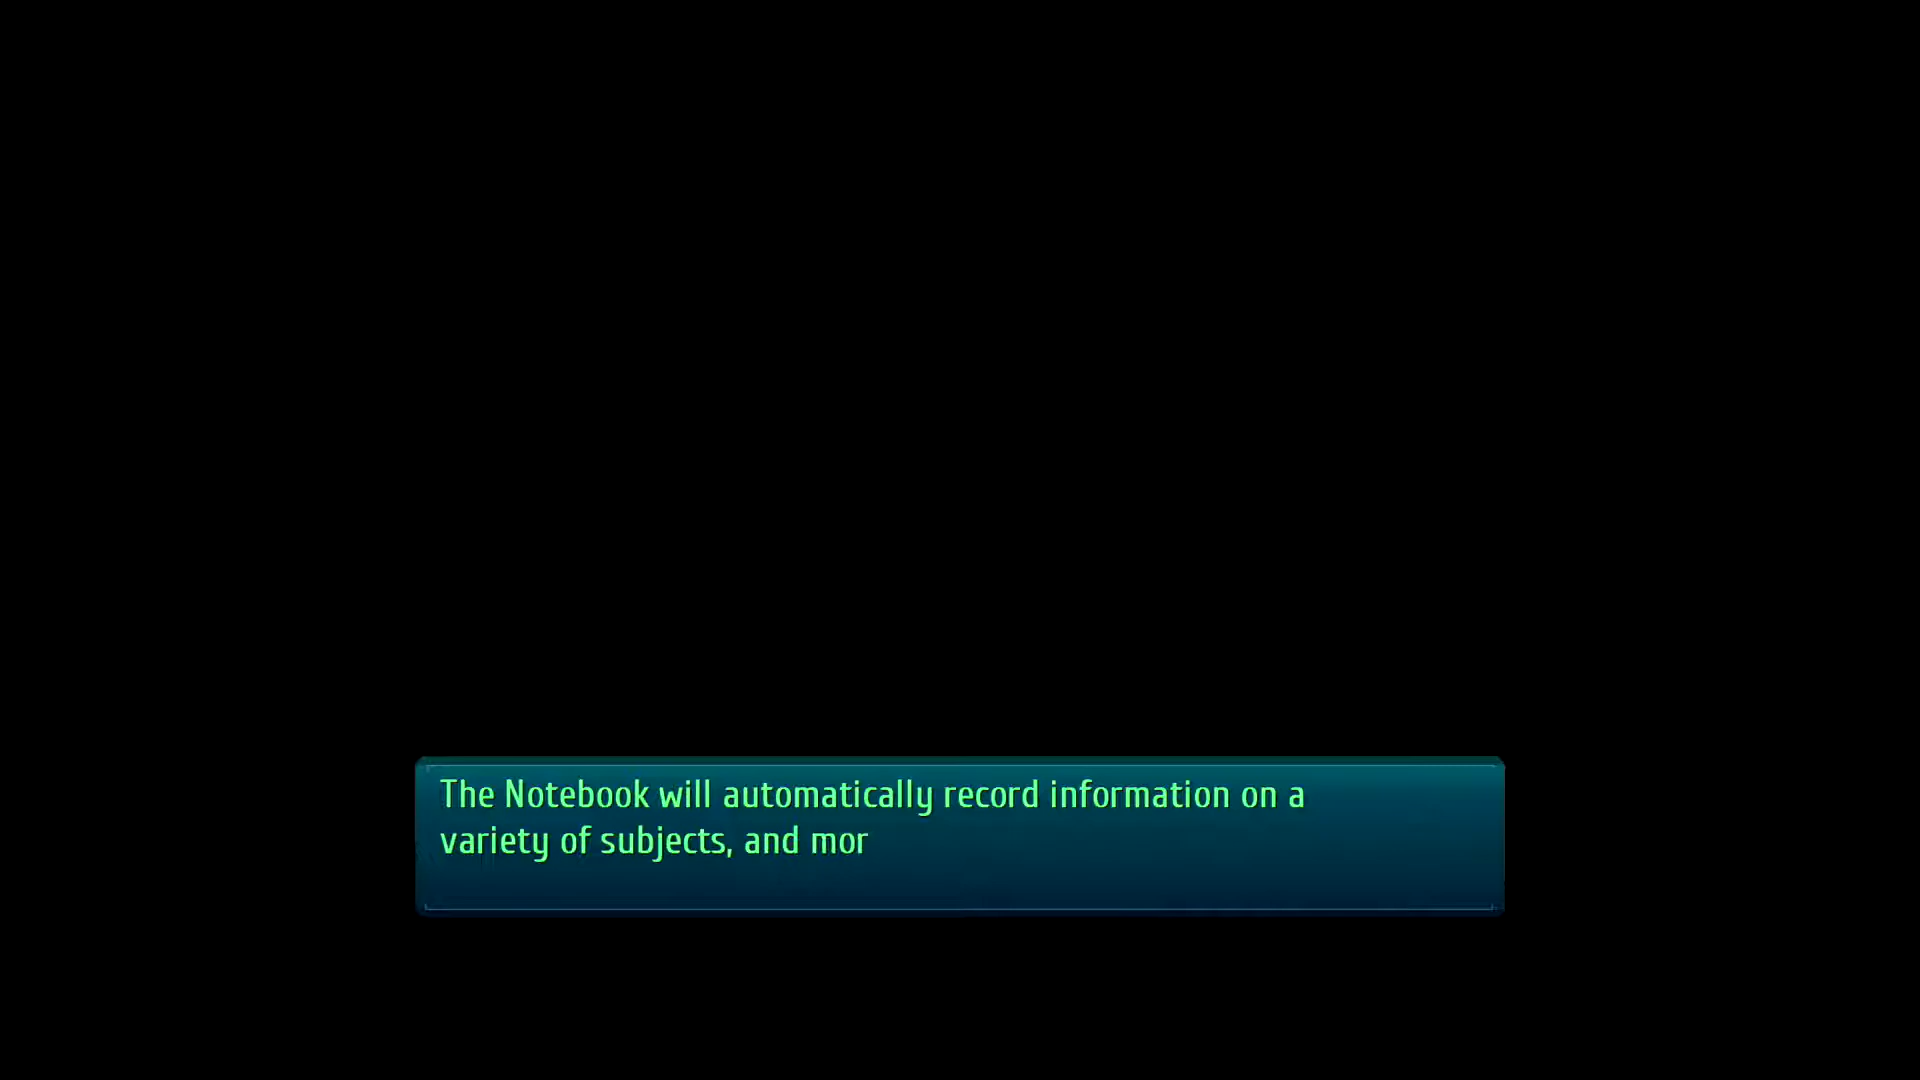 The Notebook will automatically record information on a
variety of subjects, and mor